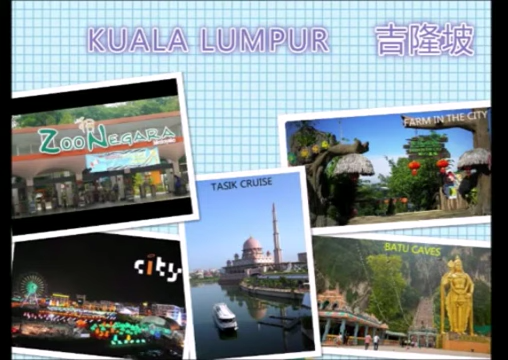 KUALA LUMPUR 吉隆坡
ZOO NEGARA
FARM IN THE CITY
TASIK CRUISE
city
BATU CAVES